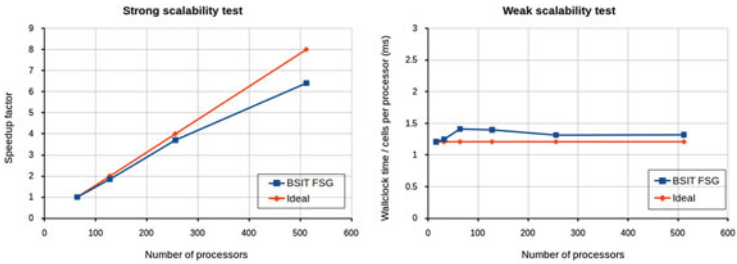 Strong scalability test
9
8
7
6
5
4
3
2
1
0
Speedup factor
BSIT FSG
Ideal
0 100 200 300 400 500 600
Number of processors
Weak scalability test
3
2.5
2
1.5
1
0.5
0
Wallclock time / cells per processor (ms)
BSIT FSG
Ideal
0 100 200 300 400 500 600
Number of processors